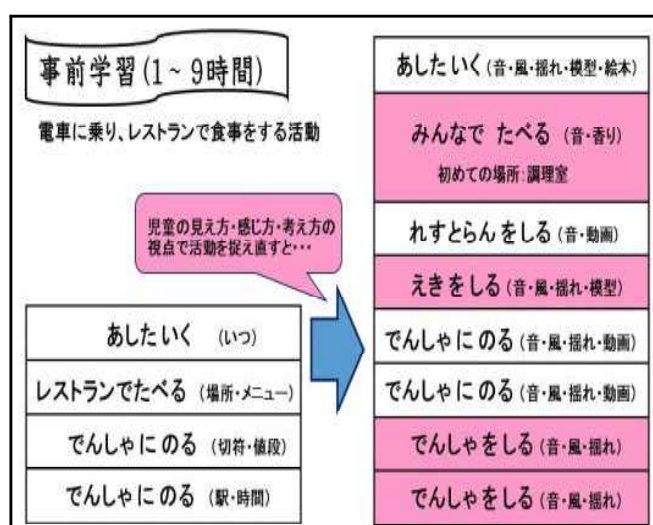 事前学習(1~9時間)
電車に乗り、レストランで食事をする活動
児童の見え方・感じ方・考え方の
視点で活動を捉え直すと・・・
あしたいく (いつ)
レストランでたべる (場所・メニュー)
でんしゃにのる (切符・値段)
でんしゃにのる (駅・時間)
あしたいく(音・風・揺れ・模型・絵本)
みんなで たべる (音・香り)
初めての場所:調理室
れすとらんをしる(音・動画)
えきをしる(音・風・揺れ・模型)
でんしゃにのる(音・風・揺れ・動画)
でんしゃにのる(音・風・揺れ・動画)
でんしゃをしる(音・風・揺れ)
でんしゃをしる(音・風・揺れ)